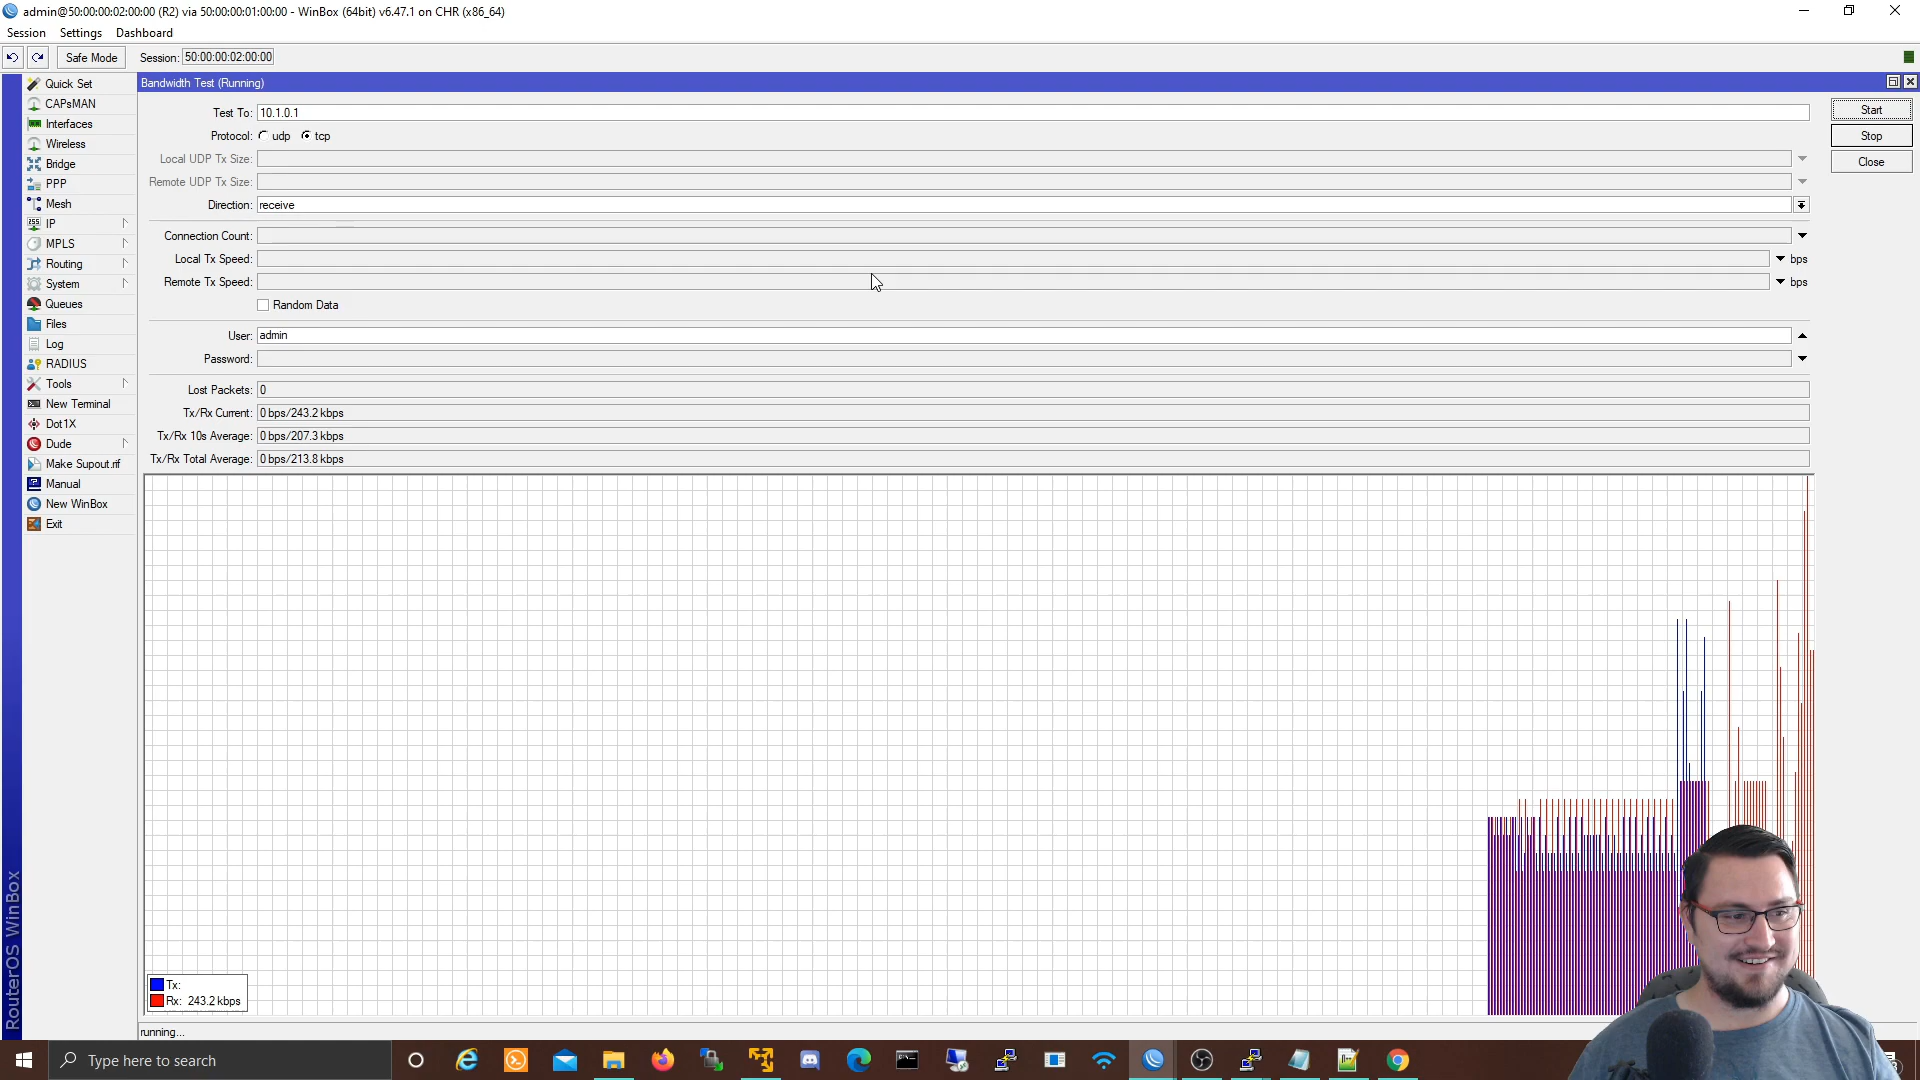 admin@50:00:00:02:00:00 (R2) via 50:00:00:01:00:00 - WinBox (64bit) v6.47.1 on CHR (x86_64)
Session Settings Dashboard
Safe Mode Session: 50:00:00:02:00:00
Quick Set
CAPsMAN
Interfaces
Wireless
Bridge
PPP
Mesh
IP
MPLS
Routing
System
Queues
Files
Log
RADIUS
Tools
New Terminal
Dot1X
Dude
Make Supout.rif
Manual
New WinBox
Exit
RouterOS WinBox
Bandwidth Test (Running)
Test To: 10.1.0.1
Protocol: udp tcp
Local UDP Tx Size:
Remote UDP Tx Size:
Direction: receive
Connection Count:
Local Tx Speed: bps
Remote Tx Speed: bps
Random Data
User: admin
Password:
Lost Packets: 0
Tx/Rx Current: 0 bps/243.2 kbps
Tx/Rx 10s Average: 0 bps/207.3 kbps
Tx/Rx Total Average: 0 bps/213.8 kbps
Start
Stop
Close
Tx:
Rx: 243.2 kbps
running...
Type here to search